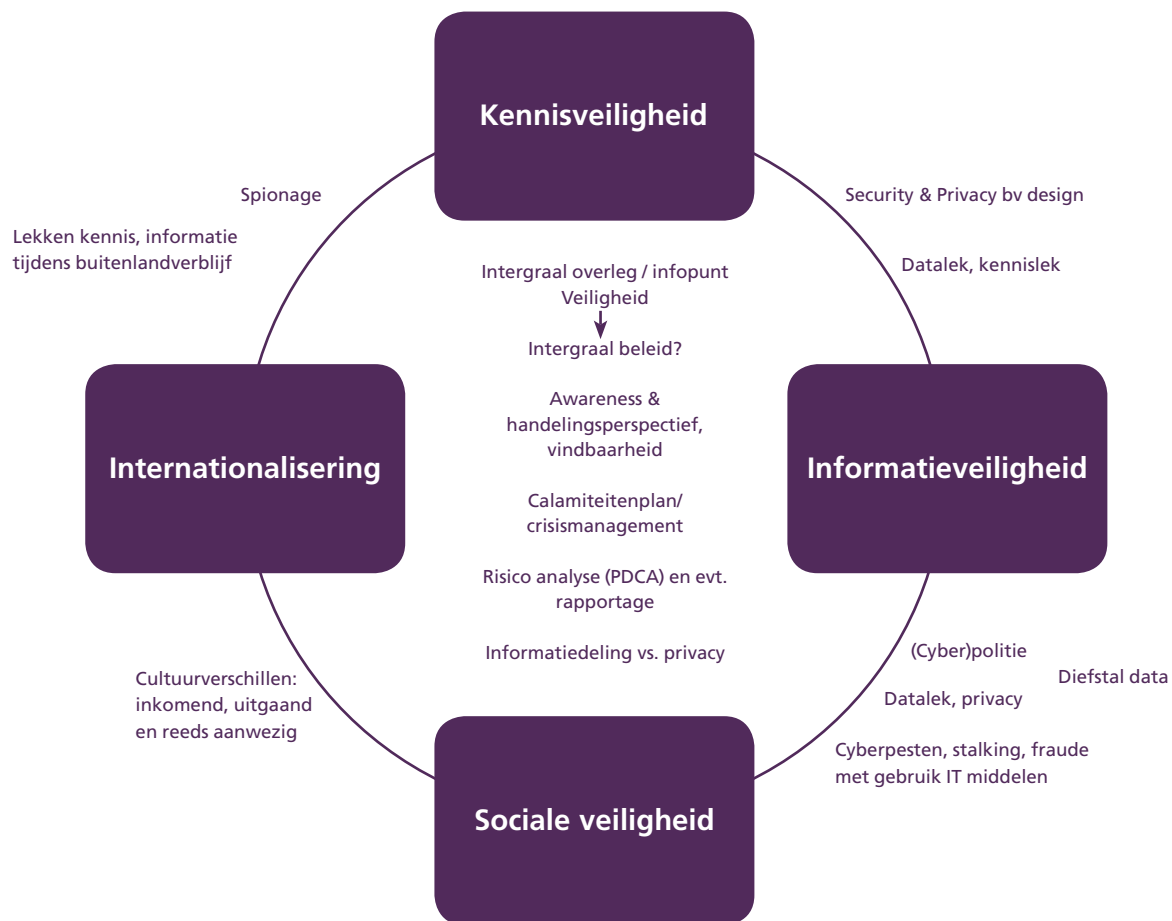 Kennisveiligheid
Spionage
Lekken kennis, informatie
tijdens buitenlandverblijf
Security & Privacy bv design
Datalek, kennislek
Intergraal overleg / infopunt
Veiligheid
Intergraal beleid?
Awareness &
handelingsperspectief,
vindbaarheid
Calamiteitenplan/
crisismanagement
Risico analyse (PDCA) en evt.
rapportage
Informatiedeling vs. privacy
Internationalisering
Informatieveiligheid
Cultuurverschillen:
inkomend, uitgaand
en reeds aanwezig
(Cyber)politie
Diefstal data
Datalek, privacy
Cyberpesten, stalking, fraude
met gebruik IT middelen
Sociale veiligheid